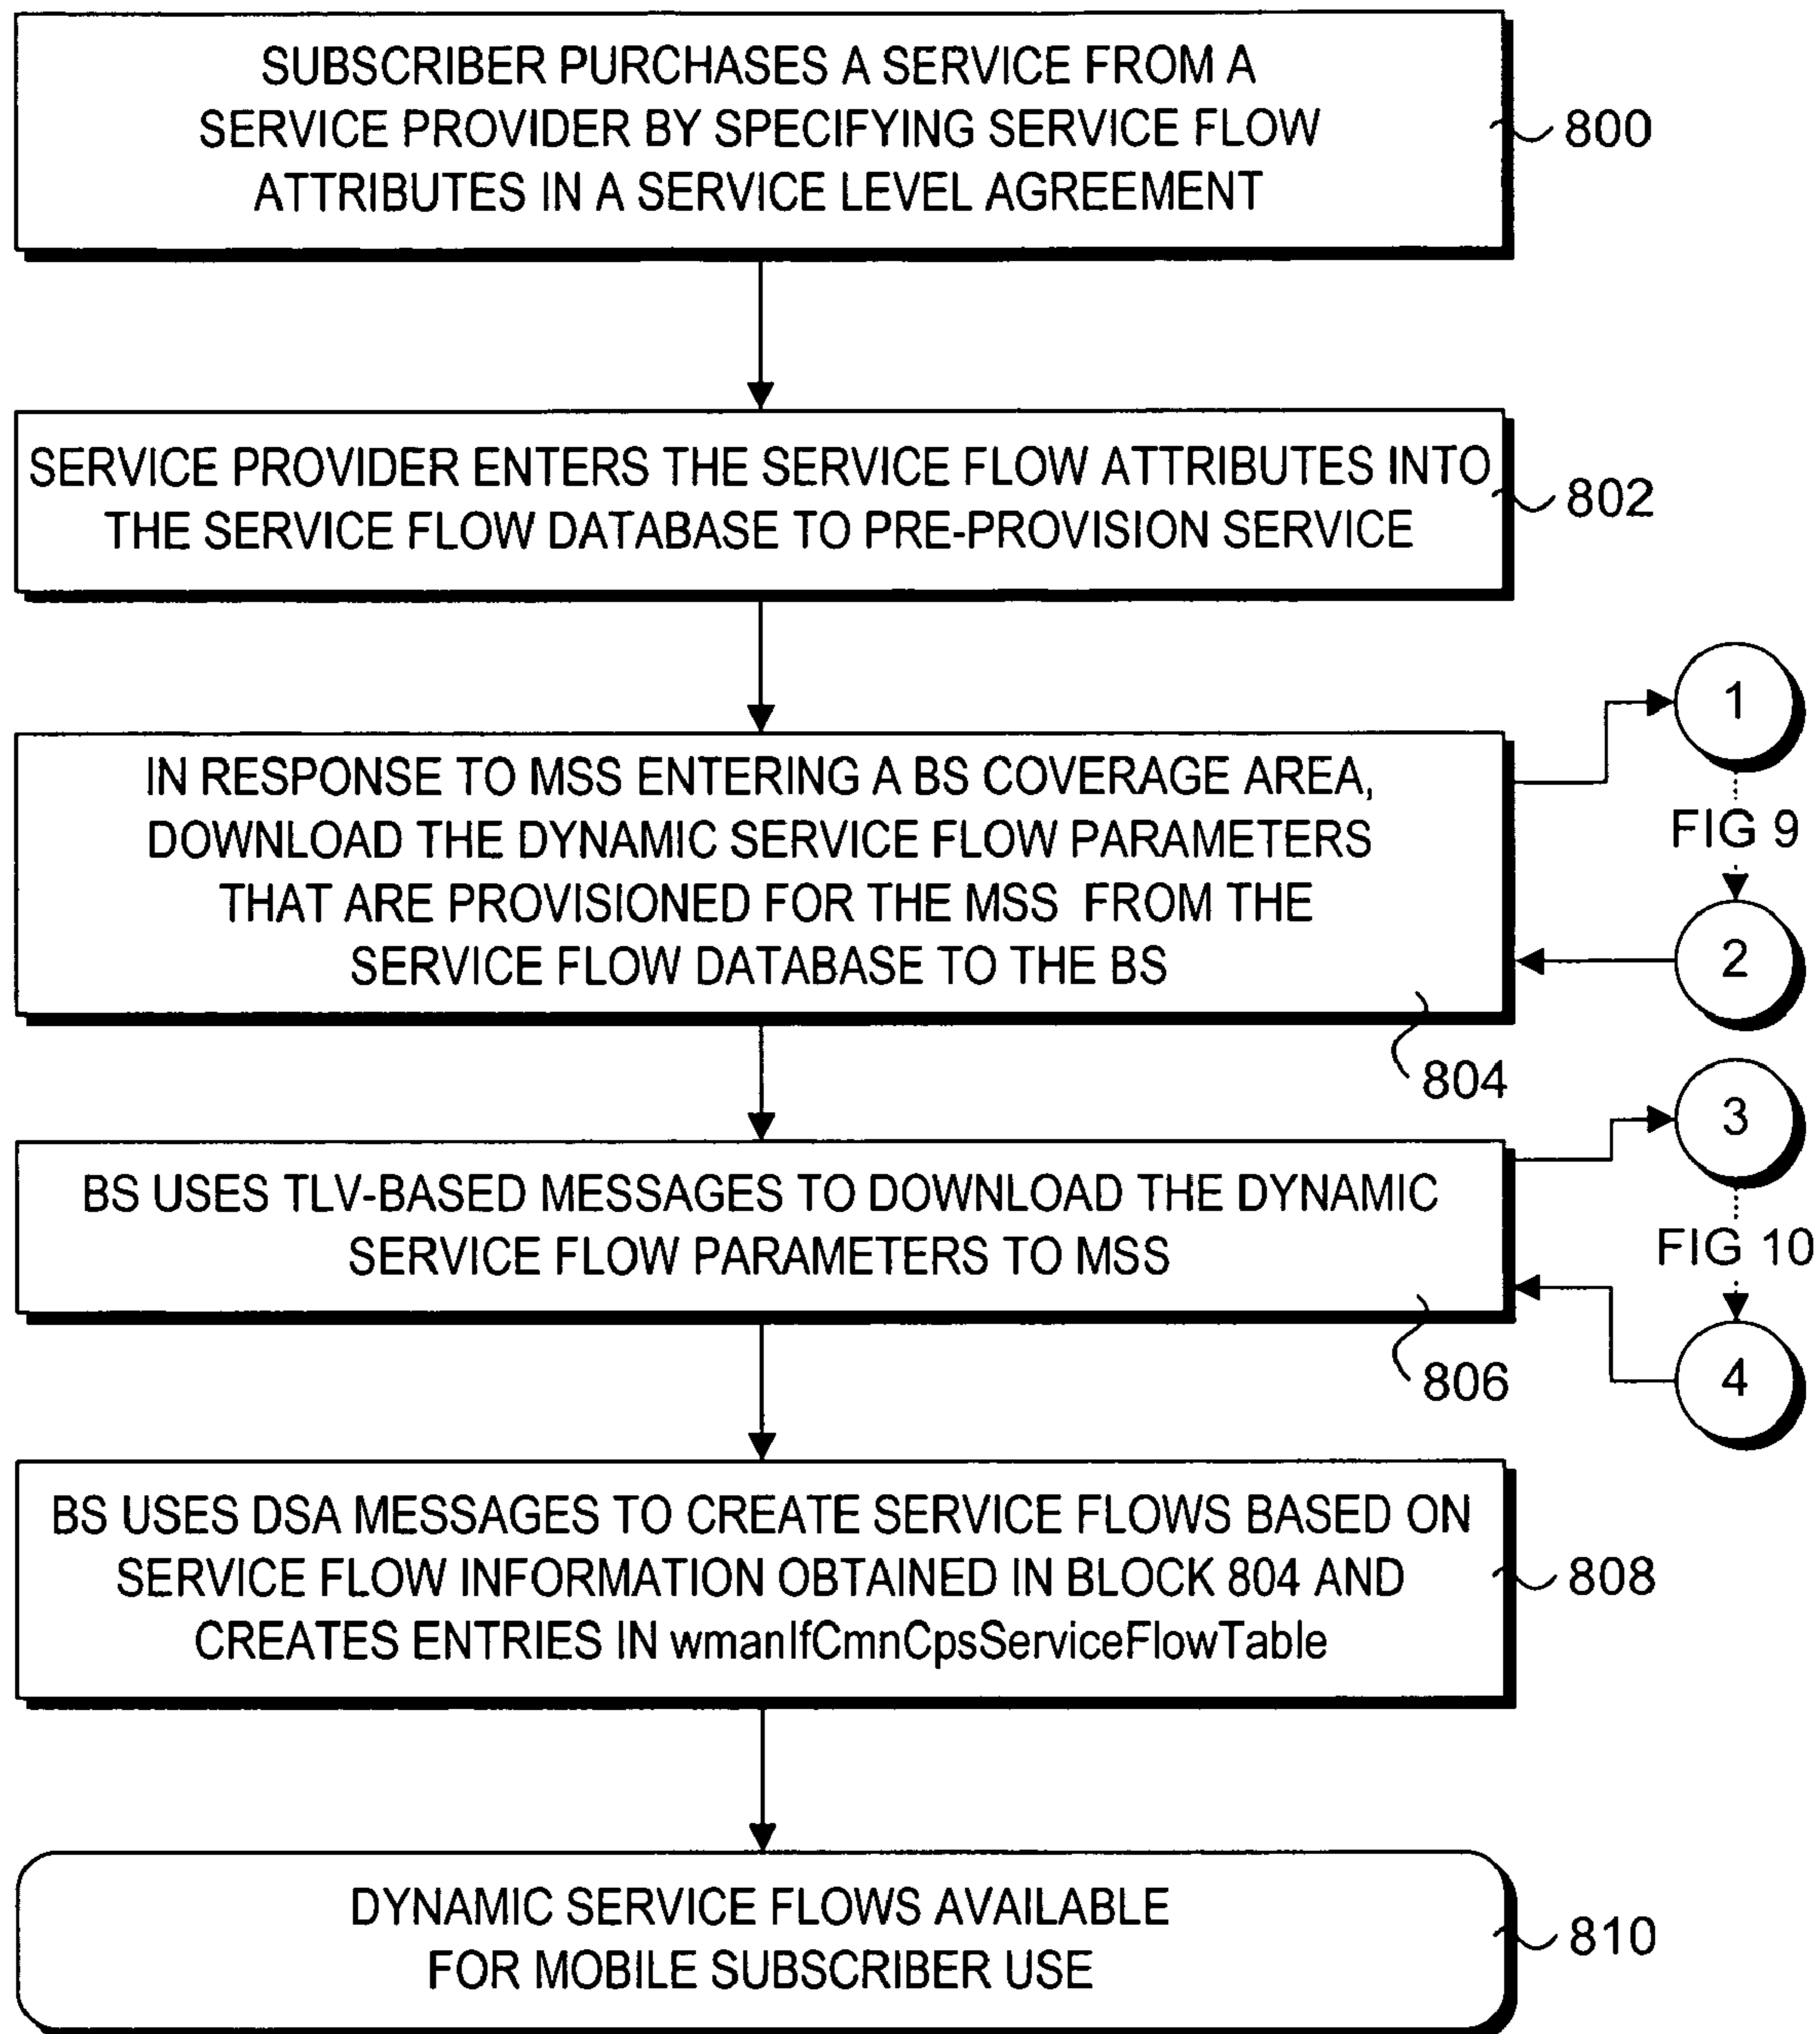 SUBSCRIBER PURCHASES A SERVICE FROM A
SERVICE PROVIDER BY SPECIFYING SERVICE FLOW
ATTRIBUTES IN A SERVICE LEVEL AGREEMENT
800
SERVICE PROVIDER ENTERS THE SERVICE FLOW ATTRIBUTES INTO
THE SERVICE FLOW DATABASE TO PRE-PROVISION SERVICE
802
IN RESPONSE TO MSS ENTERING A BS COVERAGE AREA,
DOWNLOAD THE DYNAMIC SERVICE FLOW PARAMETERS
THAT ARE PROVISIONED FOR THE MSS FROM THE
SERVICE FLOW DATABASE TO THE BS
804
1
FIG 9
2
BS USES TLV-BASED MESSAGES TO DOWNLOAD THE DYNAMIC
SERVICE FLOW PARAMETERS TO MSS
806
3
FIG 10
4
BS USES DSA MESSAGES TO CREATE SERVICE FLOWS BASED ON
SERVICE FLOW INFORMATION OBTAINED IN BLOCK 804 AND
CREATES ENTRIES IN wmanIfCmnCpsServiceFlowTable
808
DYNAMIC SERVICE FLOWS AVAILABLE
FOR MOBILE SUBSCRIBER USE
810